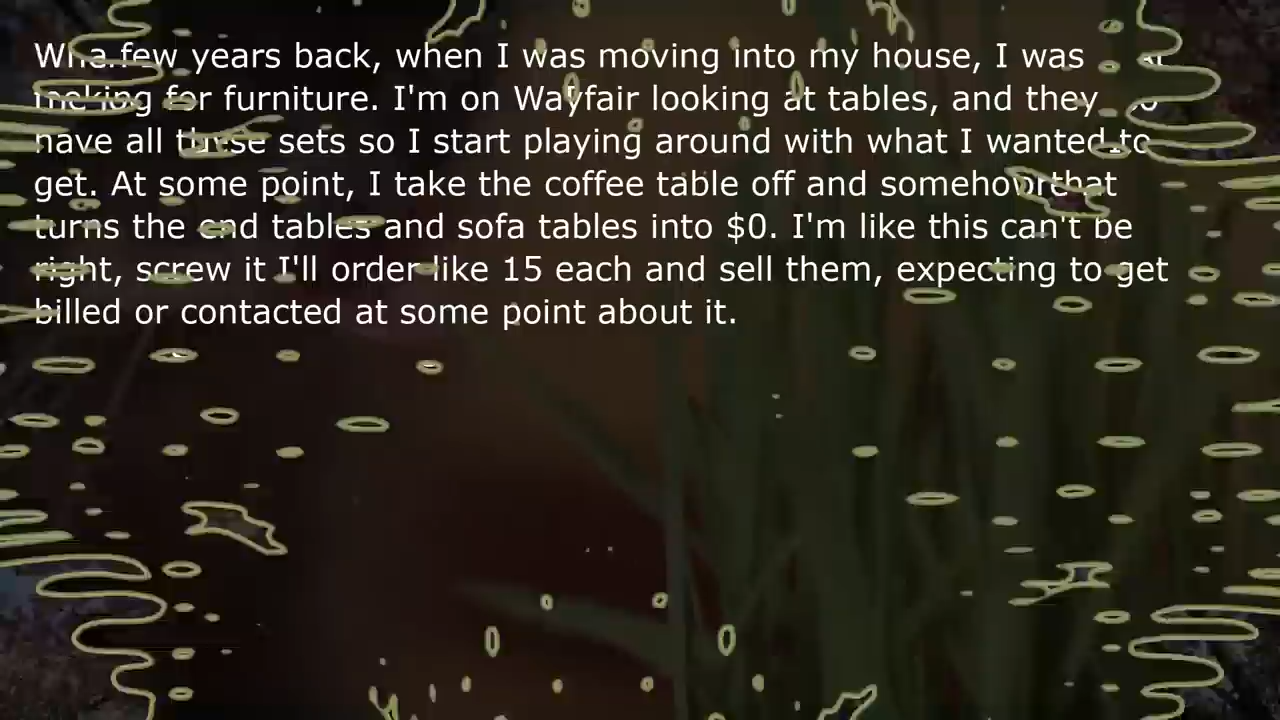 few years back, when I was moving into my house, I was
for furniture. I'm on Wayfair looking at tables, and they
have all these sets so I start playing around with what I wanted to
get. At some point, I take the coffee table off and somehow that
turns the end tables and sofa tables into $0. I'm like this can't be
right, screw it I'll order like 15 each and sell them, expecting to get
billed or contacted at some point about it.